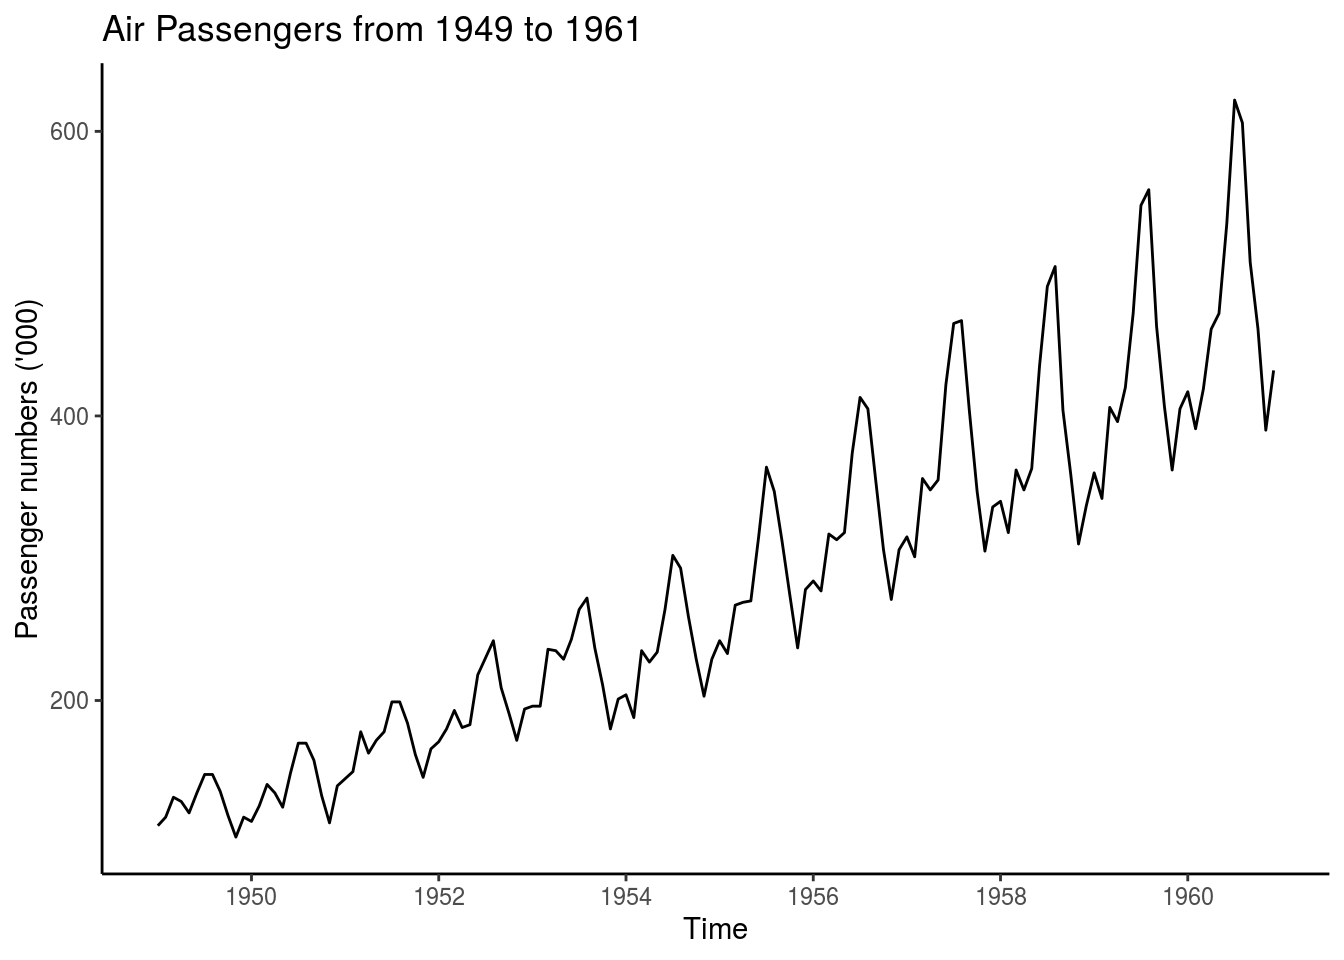 Air Passengers from 1949 to 1961
Passenger numbers ('000)
600
400
200
1950 1952 1954 1956 1958 1960
Time